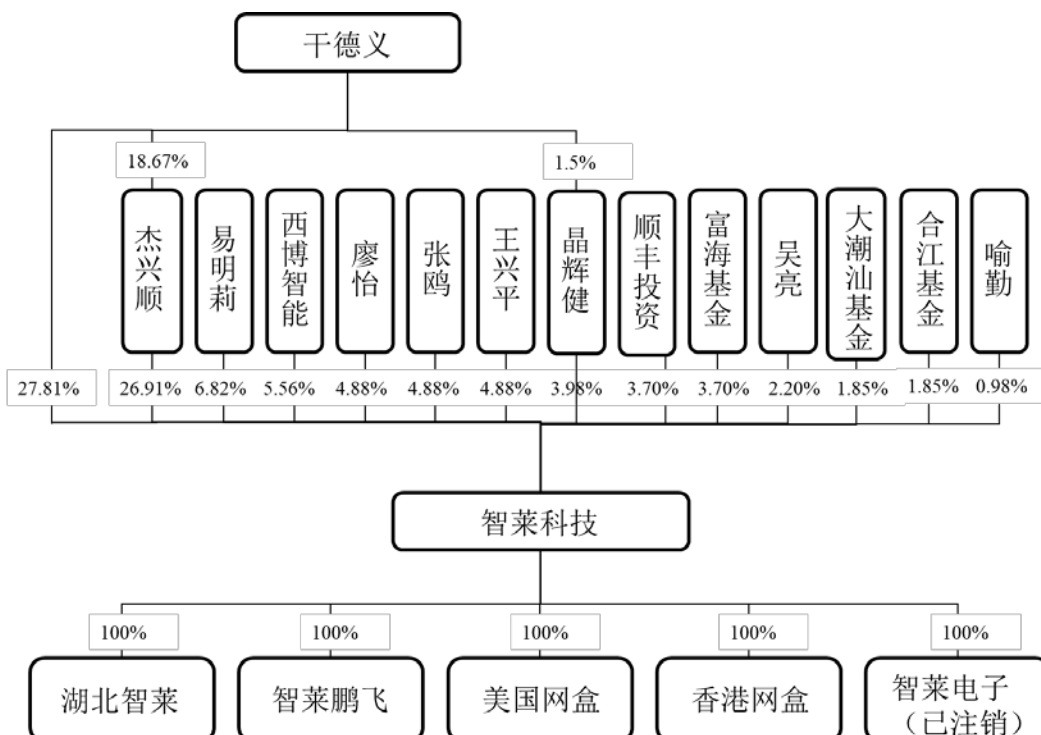 干德义
18.67%
1.5%
杰兴顺
易明莉
西博智能
廖怡
张鸥
王兴平
晶辉健
顺丰投资
富海基金
吴亮
大潮汕基金
合江基金
喻勤
27.81%
26.91%
6.82%
5.56%
4.88%
4.88%
4.88%
3.98%
3.70%
3.70%
2.20%
1.85%
1.85%
0.98%
智莱科技
100%
100%
100%
100%
100%
湖北智莱
智莱鹏飞
美国网盒
香港网盒
智莱电子
（已注销）